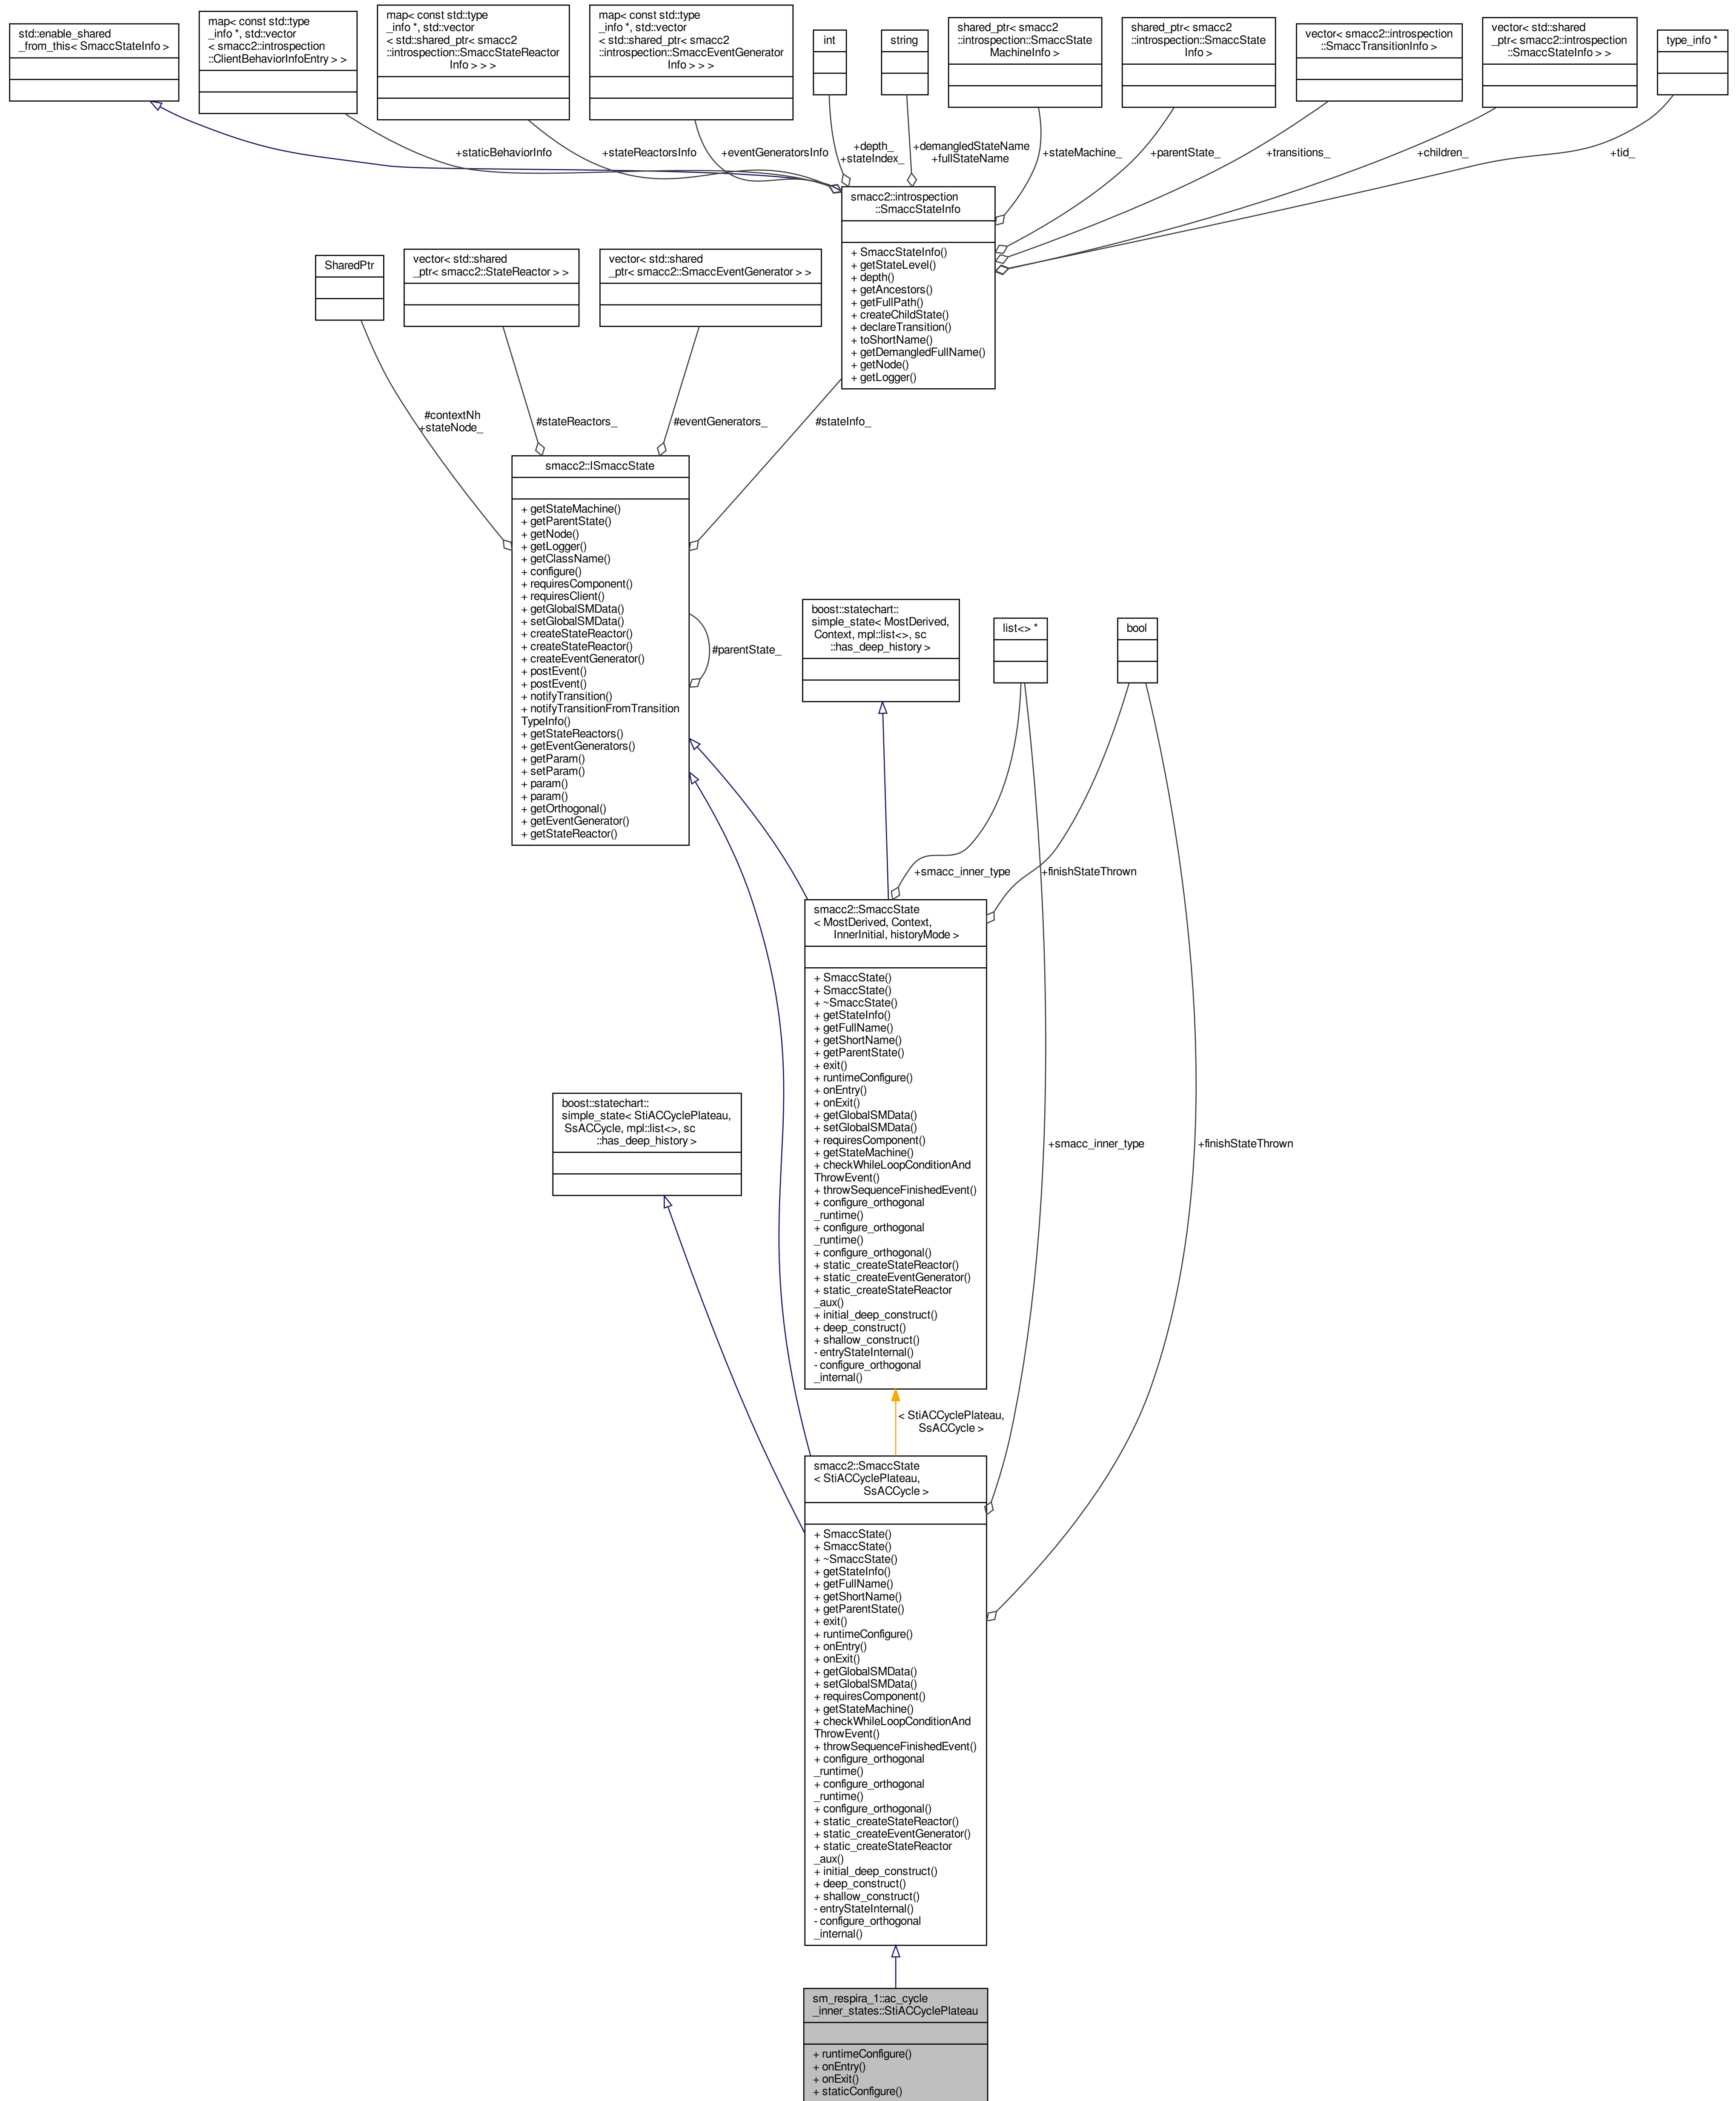 std::enable_shared
_from_this< SmaccStateInfo >
map< const std::type
_info *, std::vector
< smacc2::introspection
::ClientBehaviorInfoEntry > >
map< const std::type
_info *, std::vector
< std::shared_ptr< smacc2
::introspection::SmaccStateReactor
Info > > >
map< const std::type
_info *, std::vector
< std::shared_ptr< smacc2
::introspection::SmaccEventGenerator
Info > > >
int
string
shared_ptr< smacc2
::introspection::SmaccState
MachineInfo >
shared_ptr< smacc2
::introspection::SmaccState
Info >
vector< smacc2::introspection
::SmaccTransitionInfo >
vector< std::shared
_ptr< smacc2::introspection
::SmaccStateInfo > >
type_info *
+staticBehaviorInfo
+stateReactorsInfo
+eventGeneratorsInfo
+depth_
+stateIndex_
+demangledStateName
+fullStateName
+stateMachine_
+parentState_
+transitions_
+children_
+tid_
smacc2::introspection
::SmaccStateInfo
+ SmaccStateInfo()
+ getStateLevel()
+ depth()
+ getAncestors()
+ getFullPath()
+ createChildState()
+ declareTransition()
+ toShortName()
+ getDemangledFullName()
+ getNode()
+ getLogger()
SharedPtr
vector< std::shared
_ptr< smacc2::StateReactor > >
vector< std::shared
_ptr< smacc2::SmaccEventGenerator > >
#contextNh
+stateNode_
#stateReactors_
#eventGenerators_
#stateInfo_
smacc2::ISmaccState
+ getStateMachine()
+ getParentState()
+ getNode()
+ getLogger()
+ getClassName()
+ configure()
+ requiresComponent()
+ requiresClient()
+ getGlobalSMData()
+ setGlobalSMData()
+ createStateReactor()
+ createStateReactor()
+ createEventGenerator()
+ postEvent()
+ postEvent()
+ notifyTransition()
+ notifyTransitionFromTransition
TypeInfo()
+ getStateReactors()
+ getEventGenerators()
+ getParam()
+ setParam()
+ param()
+ param()
+ getOrthogonal()
+ getEventGenerator()
+ getStateReactor()
#parentState_
boost::statechart::
simple_state< MostDerived,
Context, mpl::list<>, sc
::has_deep_history >
list<> *
bool
+smacc_inner_type
+finishStateThrown
smacc2::SmaccState
< MostDerived, Context,
InnerInitial, historyMode >
+ SmaccState()
+ SmaccState()
+ ~SmaccState()
+ getStateInfo()
+ getFullName()
+ getShortName()
+ getParentState()
+ exit()
+ runtimeConfigure()
+ onEntry()
+ onExit()
+ getGlobalSMData()
+ setGlobalSMData()
+ requiresComponent()
+ getStateMachine()
+ checkWhileLoopConditionAnd
ThrowEvent()
+ throwSequenceFinishedEvent()
+ configure_orthogonal
_runtime()
+ configure_orthogonal
_runtime()
+ configure_orthogonal()
+ static_createStateReactor()
+ static_createEventGenerator()
+ static_createStateReactor
_aux()
+ initial_deep_construct()
+ deep_construct()
+ shallow_construct()
- entryStateInternal()
- configure_orthogonal
_internal()
boost::statechart::
simple_state< StiACCyclePlateau,
SsACCycle, mpl::list<>, sc
::has_deep_history >
+smacc_inner_type
+finishStateThrown
< StiACCyclePlateau,
SsACCycle >
smacc2::SmaccState
< StiACCyclePlateau,
SsACCycle >
+ SmaccState()
+ SmaccState()
+ ~SmaccState()
+ getStateInfo()
+ getFullName()
+ getShortName()
+ getParentState()
+ exit()
+ runtimeConfigure()
+ onEntry()
+ onExit()
+ getGlobalSMData()
+ setGlobalSMData()
+ requiresComponent()
+ getStateMachine()
+ checkWhileLoopConditionAnd
ThrowEvent()
+ throwSequenceFinishedEvent()
+ configure_orthogonal
_runtime()
+ configure_orthogonal
_runtime()
+ configure_orthogonal()
+ static_createStateReactor()
+ static_createEventGenerator()
+ static_createStateReactor
_aux()
+ initial_deep_construct()
+ deep_construct()
+ shallow_construct()
- entryStateInternal()
- configure_orthogonal
_internal()
sm_respira_1::ac_cycle
_inner_states::StiACCyclePlateau
+ runtimeConfigure()
+ onEntry()
+ onExit()
+ staticConfigure()